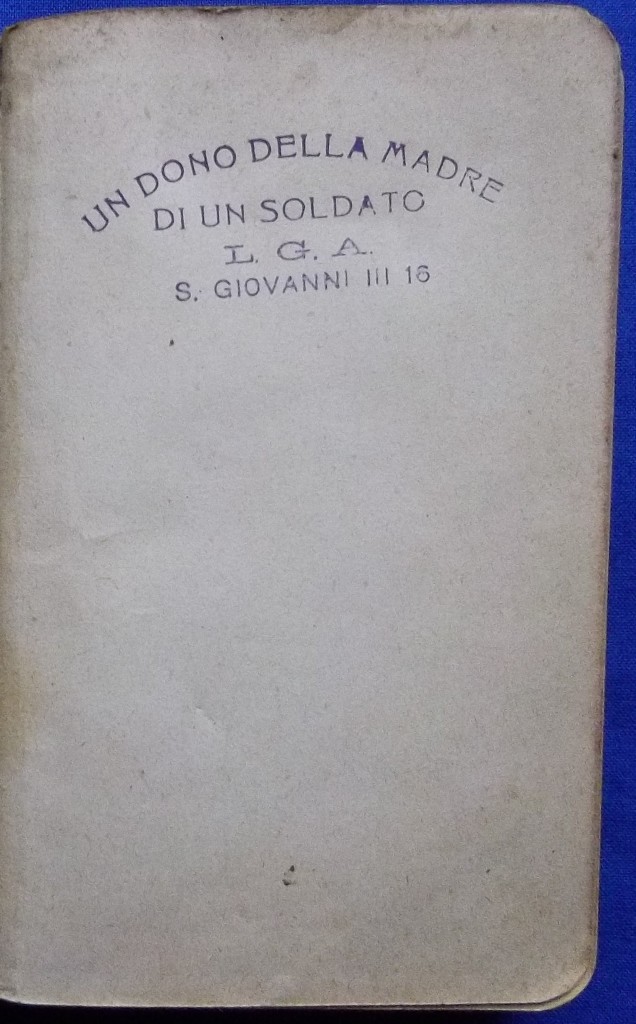 UN DONO DELLA MADRE
DI UN SOLDATO
L. G. A.
S. GIOVANNI III 16